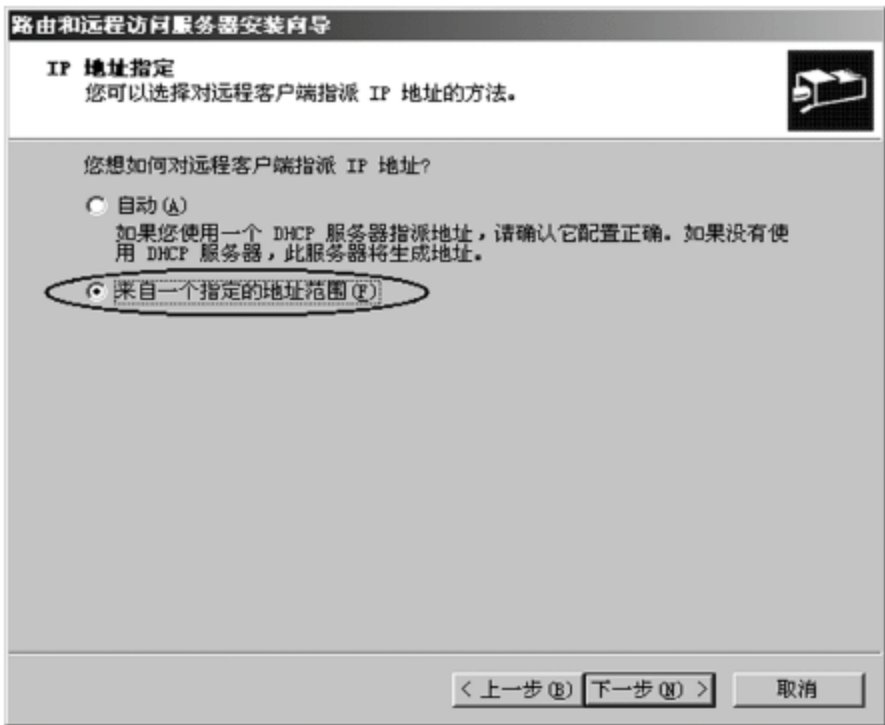 路由和远程访问服务器安装向导
IP 地址指定
您可以选择对远程客户端指派 IP 地址的方法。
您想如何对远程客户端指派 IP 地址?
自动(A)
如果您使用一个 DHCP 服务器指派地址，请确认它配置正确。如果没有使
用 DHCP 服务器，此服务器将生成地址。
来自一个指定的地址范围(F)
< 上一步(B) 下一步(N) > 取消